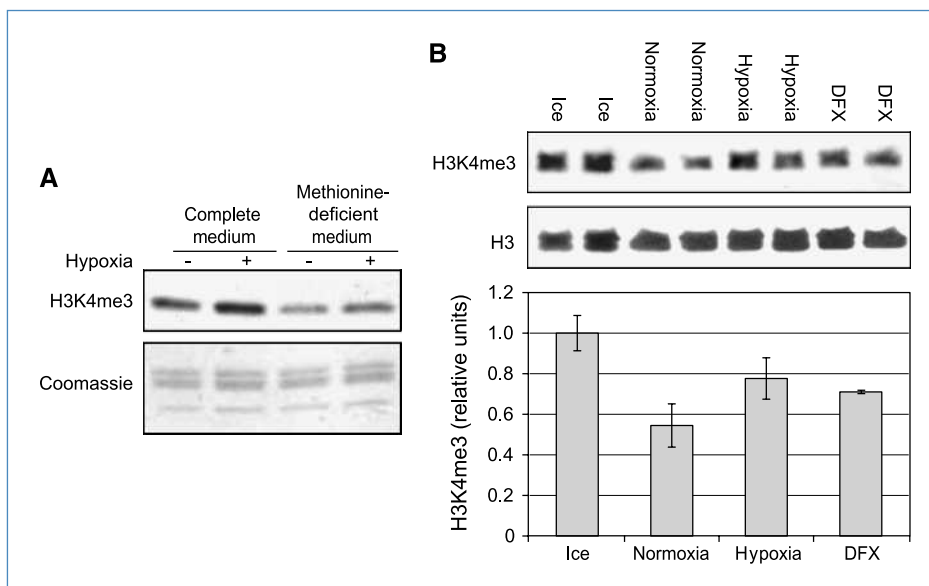 A
Complete
medium
Methionine-
deficient
medium
Hypoxia - + - +
H3K4me3
Coomassie
B
Ice Ice Normoxia Normoxia Hypoxia Hypoxia DFX DFX
H3K4me3
H3
H3K4me3 (relative units)
1.2
1.0
0.8
0.6
0.4
0.2
0
Ice Normoxia Hypoxia DFX